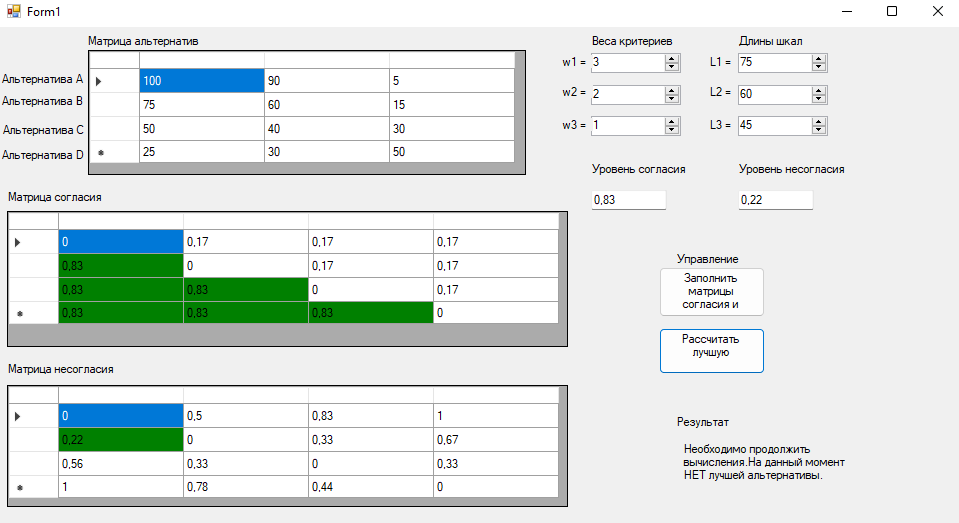 Form1
Матрица альтернатив
Веса критериев
Длины шкал
Альтернатива A
100 90 5
w1 = 3
L1 = 75
Альтернатива B
75 60 15
w2 = 2
L2 = 60
Альтернатива C
50 40 30
w3 = 1
L3 = 45
Альтернатива D
25 30 50
Уровень согласия
Уровень несогласия
0,83
0,22
Матрица согласия
0 0,17 0,17 0,17
0,83 0 0,17 0,17
0,83 0,83 0 0,17
0,83 0,83 0,83 0
Управление
Заполнить
матрицы
согласия и
Рассчитать
лучшую
Матрица несогласия
0 0,5 0,83 1
0,22 0 0,33 0,67
0,56 0,33 0 0,33
1 0,78 0,44 0
Результат
Необходимо продолжить
вычисления.На данный момент
НЕТ лучшей альтернативы.